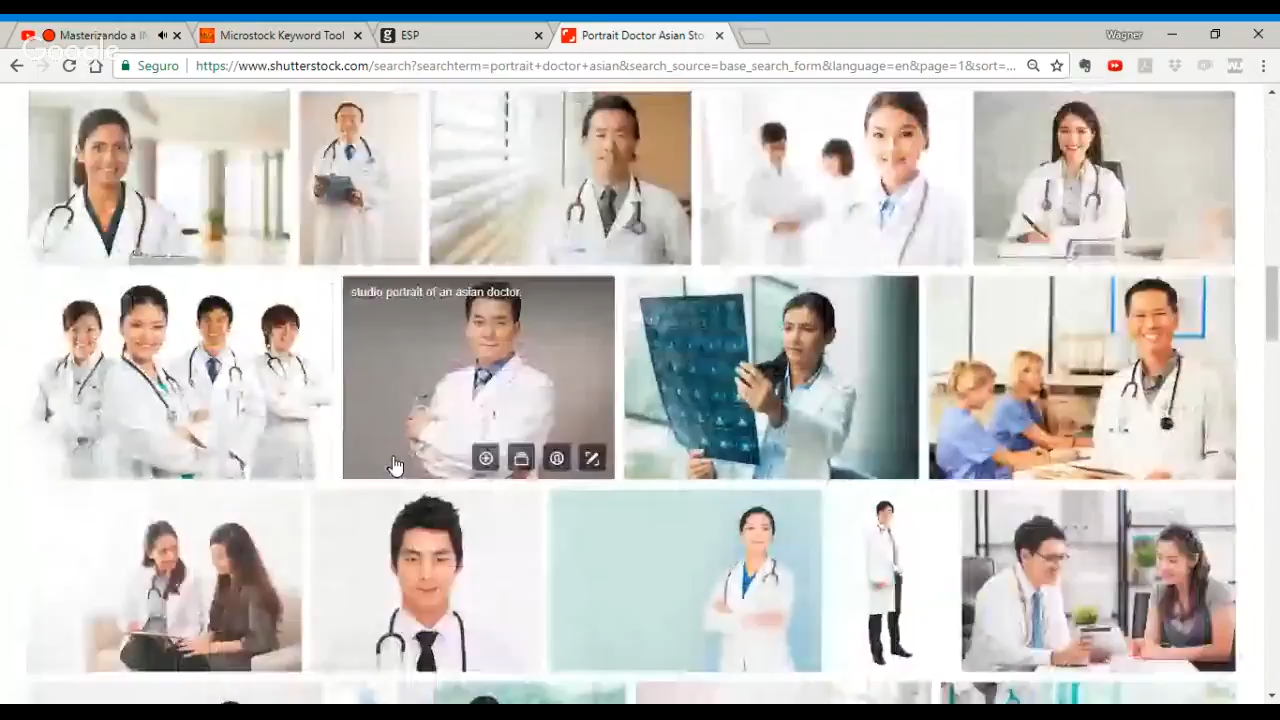 Masterizando a I
Microstock Keyword Tool
ESP
Portrait Doctor Asian Sto
Wagner
Google
Seguro
https://www.shutterstock.com/search?searchterm=portrait+doctor+asian&search_source=base_search_form&language=en&page=1&sort=...
studio portrait of an asian doctor.